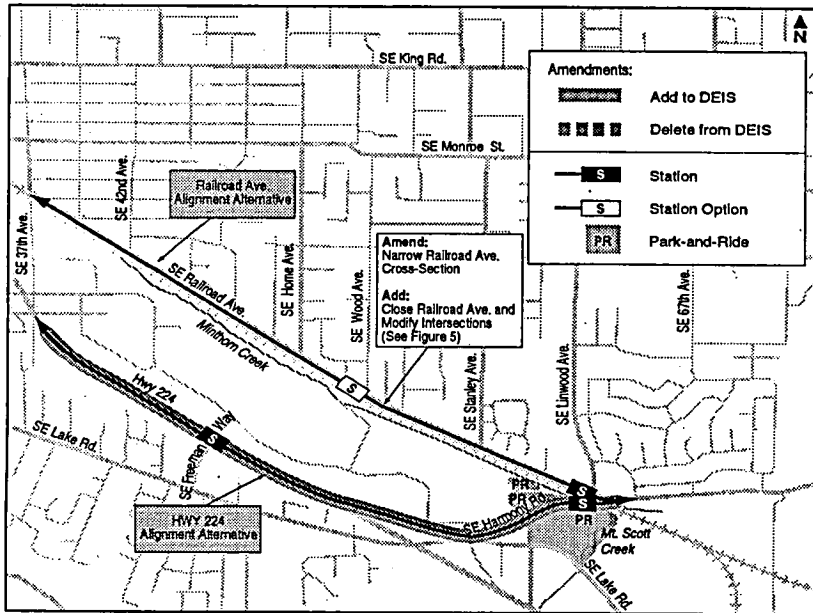 N
SE King Rd.
Amendments:
Add to DEIS
Delete from DEIS
S Station
S Station Option
PR Park-and-Ride
SE Monroe St.
SE 37th Ave.
SE 42nd Ave.
Railroad Ave.
Alignment Alternative
SE Railroad Ave.
SE Home Ave.
Minthorn Creek
SE Wood Ave.
Amend:
Narrow Railroad Ave.
Cross-Section
Add:
Close Railroad Ave. and
Modify Intersections
(See Figure 5)
S
SE Stanley Ave.
SE Linwood Ave.
SE 67th Ave.
Hwy 224
SE Freeman Way
S
SE Lake Rd.
HWY 224
Alignment Alternative
PR
PR
SE Harmony Rd.
S
S
PR
Mt. Scott
Creek
SE Lake Rd.